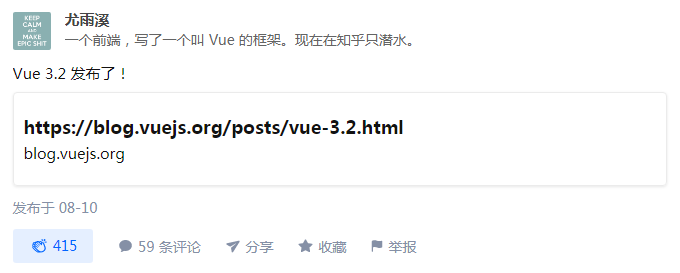 KEEP
CALM
AND
MAKE
EPIC SHIT
尤雨溪
一个前端，写了一个叫 Vue 的框架。现在在知乎只潜水。
Vue 3.2 发布了！
https://blog.vuejs.org/posts/vue-3.2.html
blog.vuejs.org
发布于 08-10
415 59 条评论 分享 收藏 举报